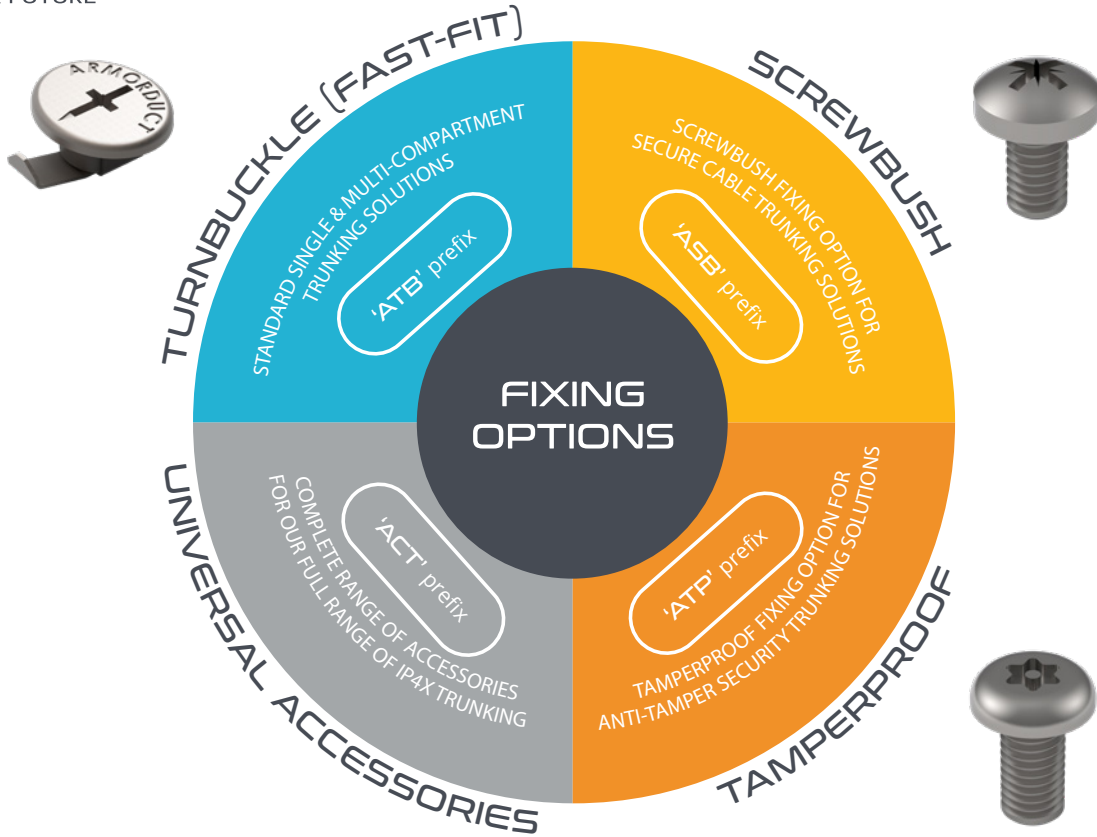 FUTURE
TURNBUCKLE (FAST-FIT)
STANDARD SINGLE & MULTI-COMPARTMENT
TRUNKING SOLUTIONS
'ATB' prefix
ARMORDUCT
SCREWBUSH
SCREWBUSH FIXING OPTION FOR
SECURE CABLE TRUNKING SOLUTIONS
'ASB' prefix
FIXING
OPTIONS
UNIVERSAL ACCESSORIES
'ACT' prefix
COMPLETE RANGE OF ACCESSORIES
FOR OUR FULL RANGE OF IP4X TRUNKING
TAMPERPROOF
'ATP' prefix
TAMPERPROOF FIXING OPTION FOR
ANTI-TAMPER SECURITY TRUNKING SOLUTIONS